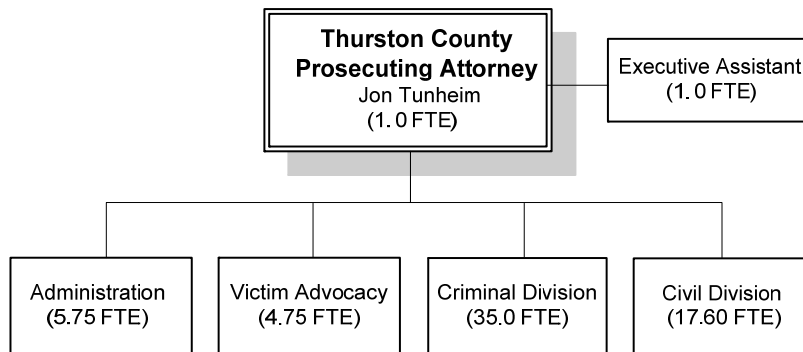 Thurston County
Prosecuting Attorney
Jon Tunheim
(1.0 FTE)
Executive Assistant
(1.0 FTE)
Administration
(5.75 FTE)
Victim Advocacy
(4.75 FTE)
Criminal Division
(35.0 FTE)
Civil Division
(17.60 FTE)